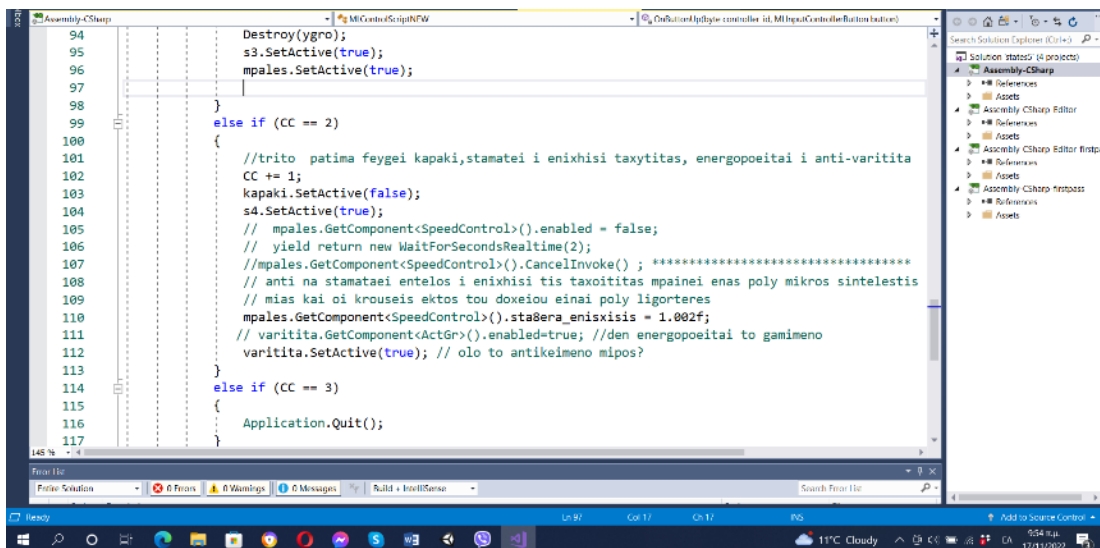 Assembly-CSharp
MLControlScriptNEW
OnButtonUp(byte controller_id, MLInputControllerButton button)
94 Destroy(ygro);
95 s3.SetActive(true);
96 mpales.SetActive(true);
97
98 }
99 else if (CC == 2)
100 {
101 //trito patima feygei kapaki,stamatei i enixhisi taxytitas, energopoeitai i anti-varitita
102 CC += 1;
103 kapaki.SetActive(false);
104 s4.SetActive(true);
105 // mpales.GetComponent<SpeedControl>().enabled = false;
106 // yield return new WaitForSecondsRealtime(2);
107 //mpales.GetComponent<SpeedControl>().CancelInvoke() ; ***********************************
108 // anti na stamataei entelos i enixhisi tis taxoititas mpainei enas poly mikros sintelestis
109 // mias kai oi krouseis ektos tou doxeiou einai poly ligorteres
110 mpales.GetComponent<SpeedControl>().sta8era_enisxisis = 1.002f;
111 // varitita.GetComponent<ActGr>().enabled=true; //den energopoeitai to gamimeno
112 varitita.SetActive(true); // olo to antikeimeno mipos?
113 }
114 else if (CC == 3)
115 {
116 Application.Quit();
117 }
145 %
Error List
Entire Solution
0 Errors
0 Warnings
0 Messages
Build + IntelliSense
Search Error List
Search Solution Explorer (Ctrl+;)
Solution 'states5' (4 projects)
Assembly-CSharp
References
Assets
Assembly-CSharp-Editor
References
Assets
Assembly-CSharp-Editor-firstp
References
Assets
Assembly-CSharp-firstpass
References
Assets
Ready
Ln 97
Col 17
Ch 17
INS
Add to Source Control
11°C Cloudy
9:54 π.μ.
17/11/2022